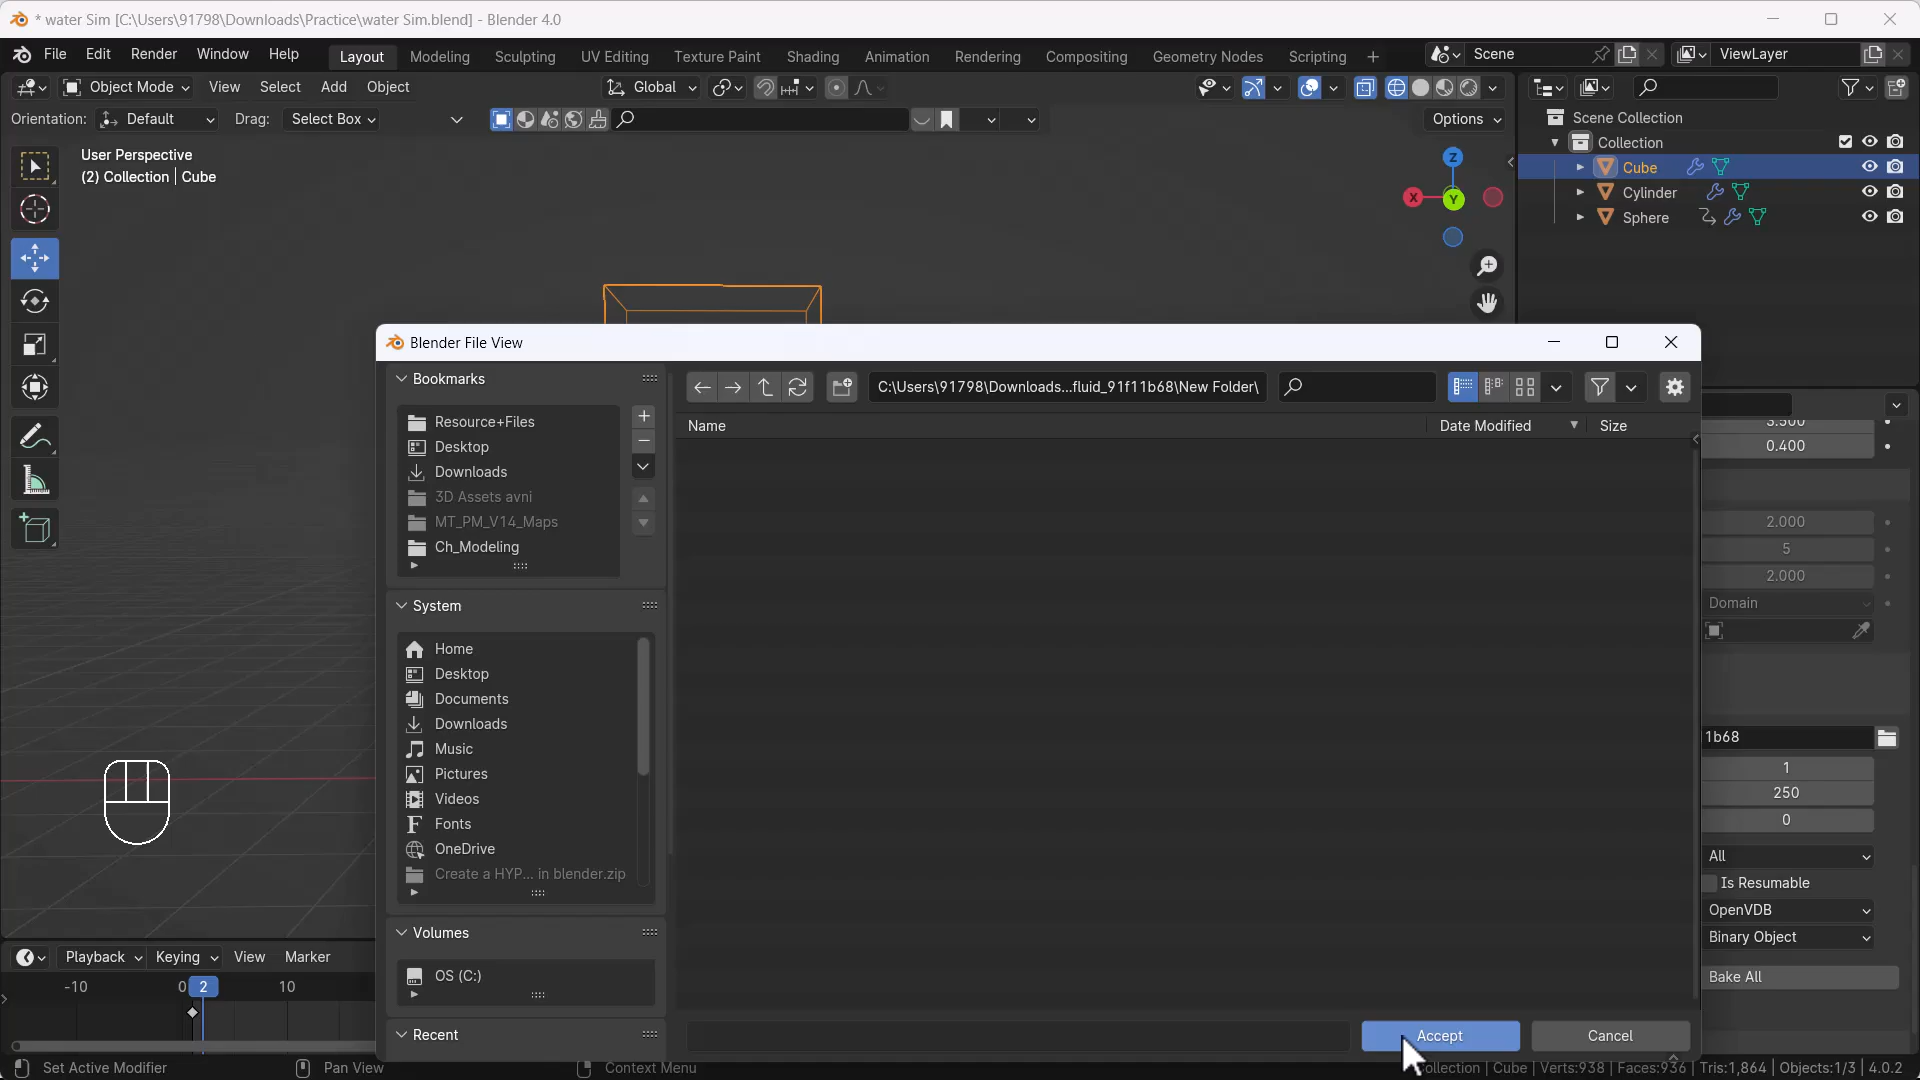 * water Sim [C:\Users\91798\Downloads\Practice\water Sim.blend] - Blender 4.0
File Edit Render Window Help Layout Modeling Sculpting UV Editing Texture Paint Shading Animation Rendering Compositing Geometry Nodes Scripting + Scene ViewLayer
Object Mode View Select Add Object Global
Orientation: Default Drag: Select Box Options
User Perspective
(2) Collection | Cube
Z
X
Y
Scene Collection
Collection
Cube
Cylinder
Sphere
Blender File View
Bookmarks
Resource+Files
Desktop
Downloads
3D Assets avni
MT_PM_V14_Maps
Ch_Modeling
System
Home
Desktop
Documents
Downloads
Music
Pictures
Videos
Fonts
OneDrive
Create a HYP... in blender.zip
Volumes
OS (C:)
Recent
C:\Users\91798\Downloads...fluid_91f11b68\New Folder\
Name Date Modified Size
Accept Cancel
3.500
0.400
2.000
5
2.000
Domain
1b68
1
250
0
All
Is Resumable
OpenVDB
Binary Object
Bake All
Playback Keying View Marker
-10 0 2 10
Set Active Modifier Pan View Context Menu
ollection | Cube | Verts:938 | Faces:936 | Tris:1,864 | Objects:1/3 | 4.0.2